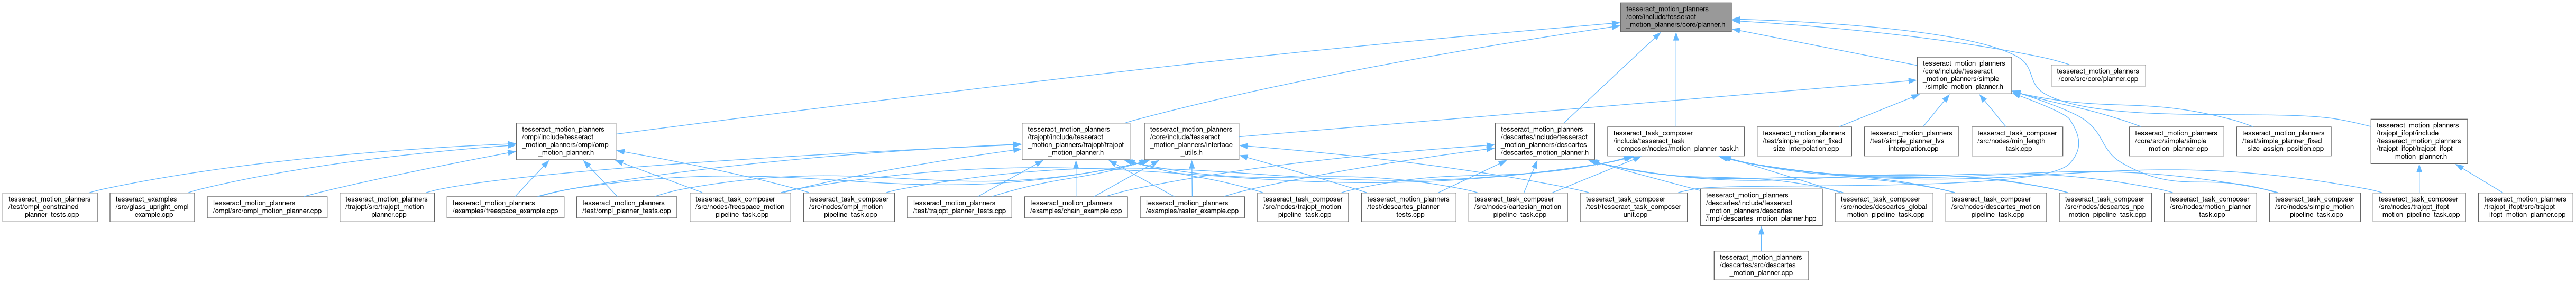 tesseract_motion_planners
/core/include/tesseract
_motion_planners/core/planner.h
tesseract_motion_planners
/core/include/tesseract
_motion_planners/simple
/simple_motion_planner.h
tesseract_motion_planners
/core/src/core/planner.cpp
tesseract_motion_planners
/ompl/include/tesseract
_motion_planners/ompl/ompl
_motion_planner.h
tesseract_motion_planners
/trajopt/include/tesseract
_motion_planners/trajopt/trajopt
_motion_planner.h
tesseract_motion_planners
/core/include/tesseract
_motion_planners/interface
_utils.h
tesseract_motion_planners
/descartes/include/tesseract
_motion_planners/descartes
/descartes_motion_planner.h
tesseract_task_composer
/include/tesseract_task
_composer/nodes/motion_planner_task.h
tesseract_motion_planners
/test/simple_planner_fixed
_size_interpolation.cpp
tesseract_motion_planners
/test/simple_planner_lvs
_interpolation.cpp
tesseract_task_composer
/src/nodes/min_length
_task.cpp
tesseract_motion_planners
/core/src/simple/simple
_motion_planner.cpp
tesseract_motion_planners
/test/simple_planner_fixed
_size_assign_position.cpp
tesseract_motion_planners
/trajopt_ifopt/include
/tesseract_motion_planners
/trajopt_ifopt/trajopt_ifopt
_motion_planner.h
tesseract_motion_planners
/test/ompl_constrained
_planner_tests.cpp
tesseract_examples
/src/glass_upright_ompl
_example.cpp
tesseract_motion_planners
/ompl/src/ompl_motion_planner.cpp
tesseract_motion_planners
/trajopt/src/trajopt_motion
_planner.cpp
tesseract_motion_planners
/examples/freespace_example.cpp
tesseract_motion_planners
/test/ompl_planner_tests.cpp
tesseract_task_composer
/src/nodes/freespace_motion
_pipeline_task.cpp
tesseract_task_composer
/src/nodes/ompl_motion
_pipeline_task.cpp
tesseract_motion_planners
/test/trajopt_planner_tests.cpp
tesseract_motion_planners
/examples/chain_example.cpp
tesseract_motion_planners
/examples/raster_example.cpp
tesseract_task_composer
/src/nodes/trajopt_motion
_pipeline_task.cpp
tesseract_motion_planners
/test/descartes_planner
_tests.cpp
tesseract_task_composer
/src/nodes/cartesian_motion
_pipeline_task.cpp
tesseract_task_composer
/test/tesseract_task_composer
_unit.cpp
tesseract_motion_planners
/descartes/include/tesseract
_motion_planners/descartes
/impl/descartes_motion_planner.hpp
tesseract_task_composer
/src/nodes/descartes_global
_motion_pipeline_task.cpp
tesseract_task_composer
/src/nodes/descartes_motion
_pipeline_task.cpp
tesseract_task_composer
/src/nodes/descartes_npc
_motion_pipeline_task.cpp
tesseract_task_composer
/src/nodes/motion_planner
_task.cpp
tesseract_task_composer
/src/nodes/simple_motion
_pipeline_task.cpp
tesseract_task_composer
/src/nodes/trajopt_ifopt
_motion_pipeline_task.cpp
tesseract_motion_planners
/trajopt_ifopt/src/trajopt
_ifopt_motion_planner.cpp
tesseract_motion_planners
/descartes/src/descartes
_motion_planner.cpp